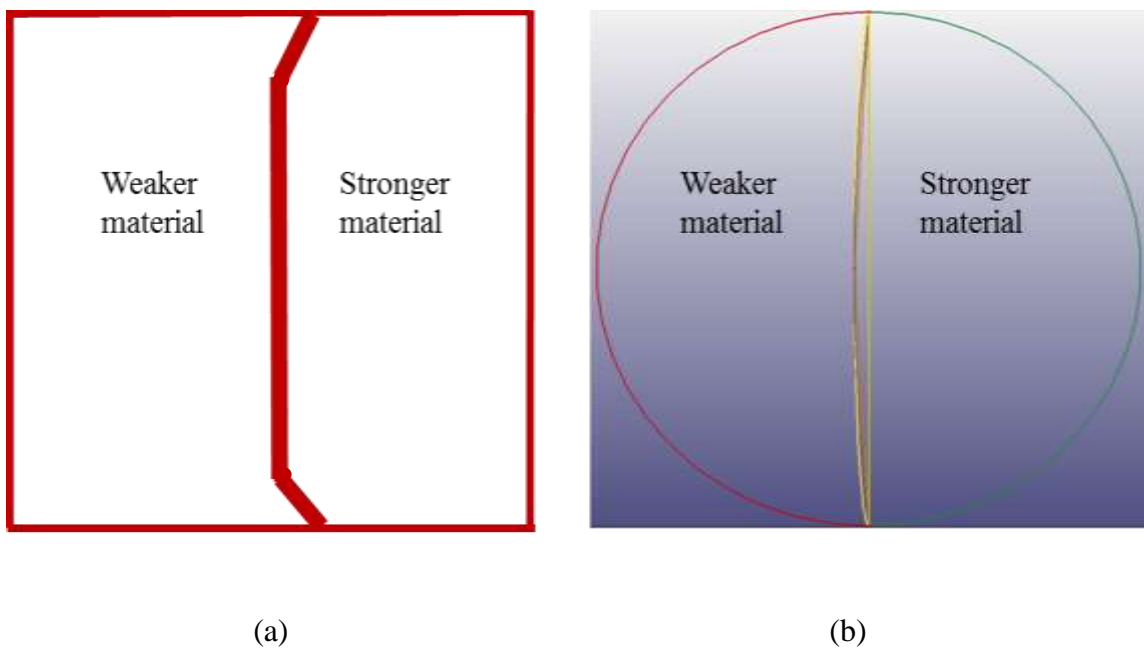 Weaker
material
Stronger
material
Weaker
material
Stronger
material
(a)
(b)